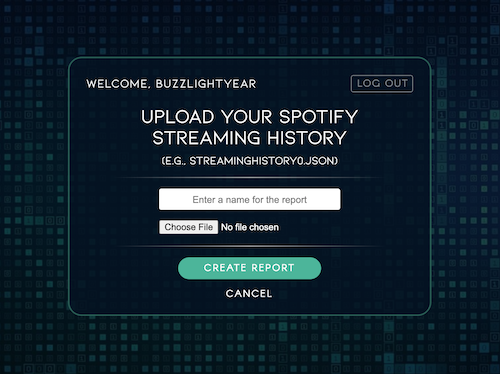 WELCOME, BUZZLIGHTYEAR
LOG OUT
UPLOAD YOUR SPOTIFY
STREAMING HISTORY
(E.G., STREAMINGHISTORY0.JSON)
Enter a name for the report
Choose File No file chosen
CREATE REPORT
CANCEL